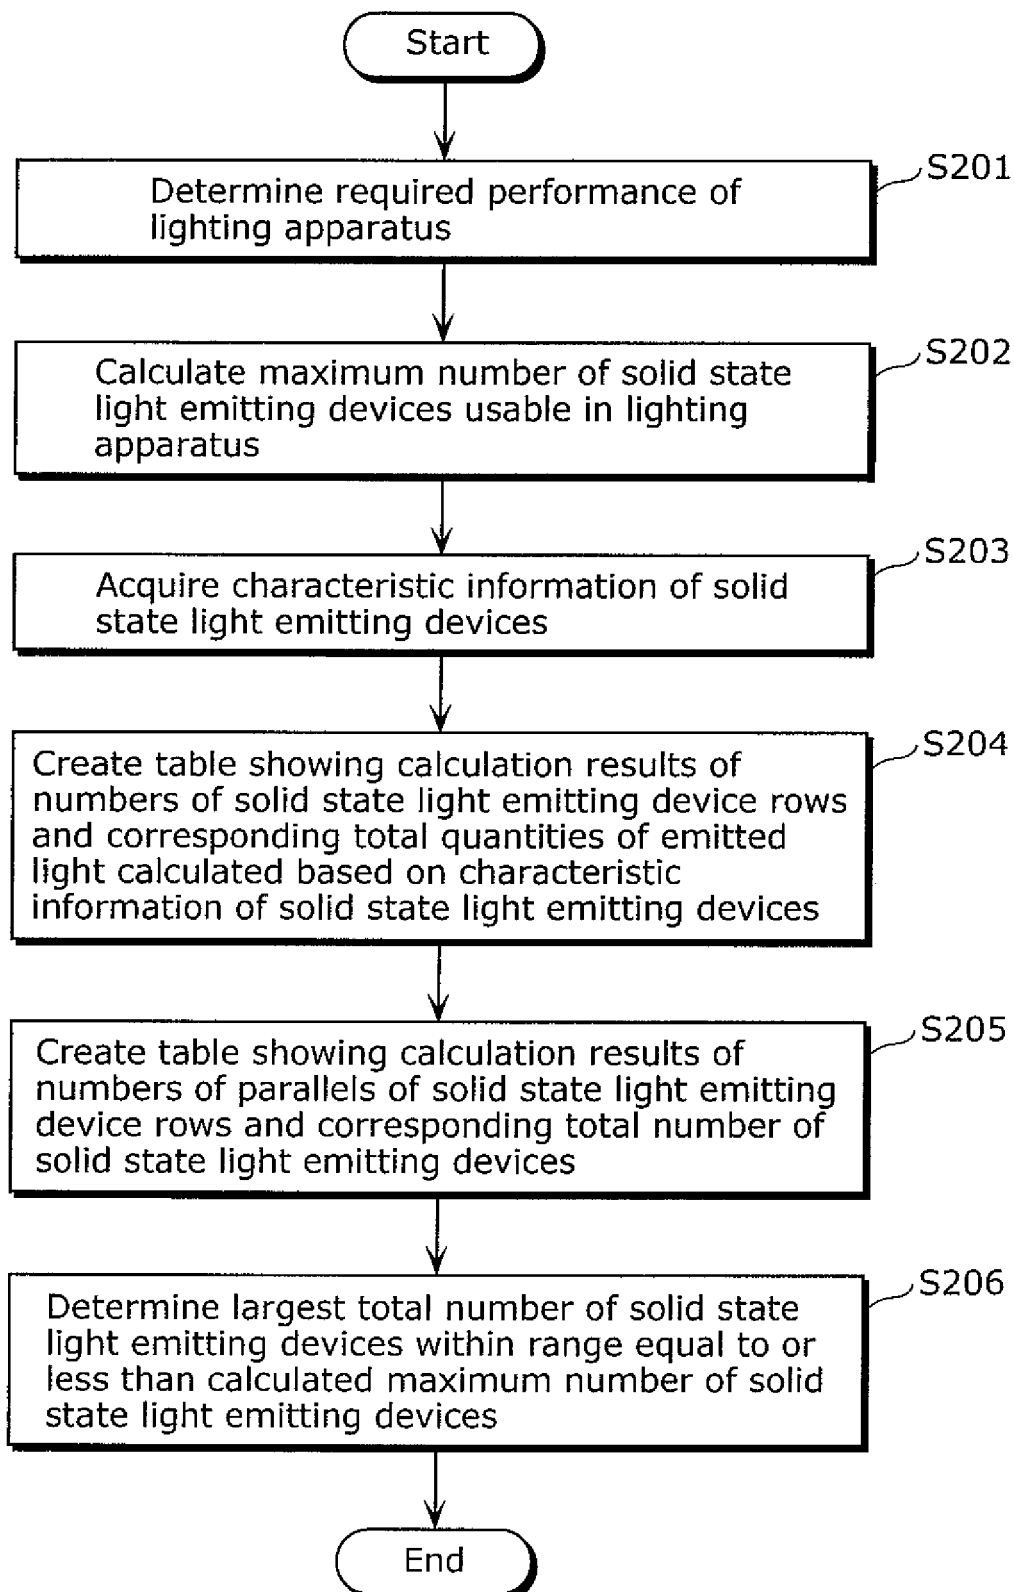 Start
S201
Determine required performance of
lighting apparatus
S202
Calculate maximum number of solid state
light emitting devices usable in lighting
apparatus
S203
Acquire characteristic information of solid
state light emitting devices
S204
Create table showing calculation results of
numbers of solid state light emitting device rows
and corresponding total quantities of emitted
light calculated based on characteristic
information of solid state light emitting devices
S205
Create table showing calculation results of
numbers of parallels of solid state light emitting
device rows and corresponding total number of
solid state light emitting devices
S206
Determine largest total number of solid state
light emitting devices within range equal to or
less than calculated maximum number of solid
state light emitting devices
End